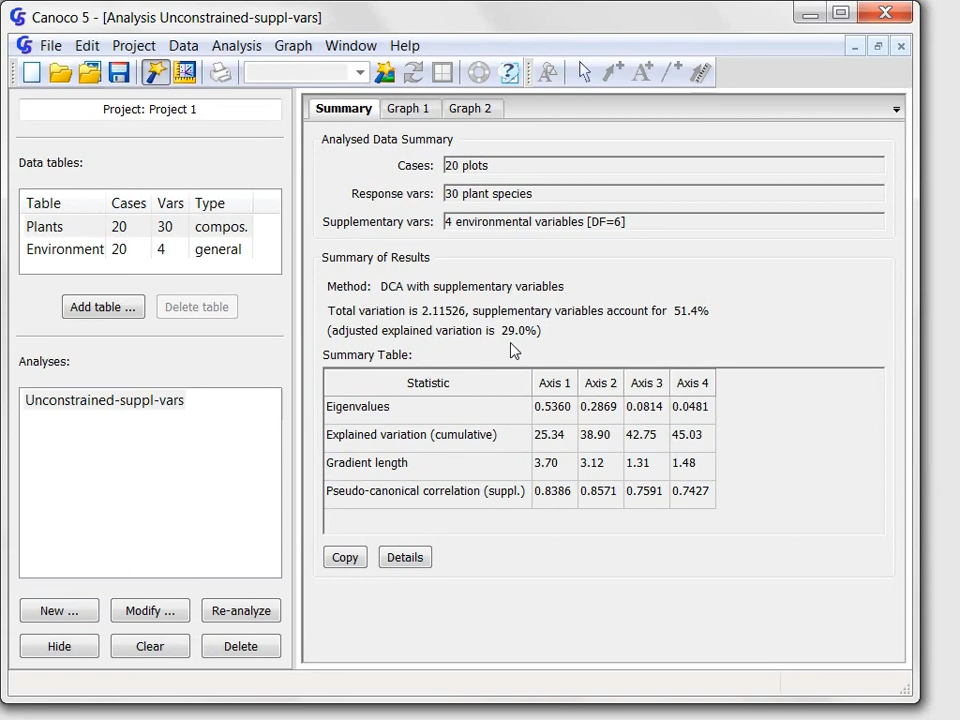 Canoco 5 - [Analysis Unconstrained-suppl-vars]
File Edit Project Data Analysis Graph Window Help
Project: Project 1
Data tables:
Table Cases Vars Type
Plants 20 30 compos.
Environment 20 4 general
Add table ... Delete table
Analyses:
Unconstrained-suppl-vars
New ... Modify ... Re-analyze
Hide Clear Delete
Summary Graph 1 Graph 2
Analysed Data Summary
Cases: 20 plots
Response vars: 30 plant species
Supplementary vars: 4 environmental variables [DF=6]
Summary of Results
Method: DCA with supplementary variables
Total variation is 2.11526, supplementary variables account for 51.4%
(adjusted explained variation is 29.0%)
Summary Table:
Statistic Axis 1 Axis 2 Axis 3 Axis 4
Eigenvalues 0.5360 0.2869 0.0814 0.0481
Explained variation (cumulative) 25.34 38.90 42.75 45.03
Gradient length 3.70 3.12 1.31 1.48
Pseudo-canonical correlation (suppl.) 0.8386 0.8571 0.7591 0.7427
Copy Details